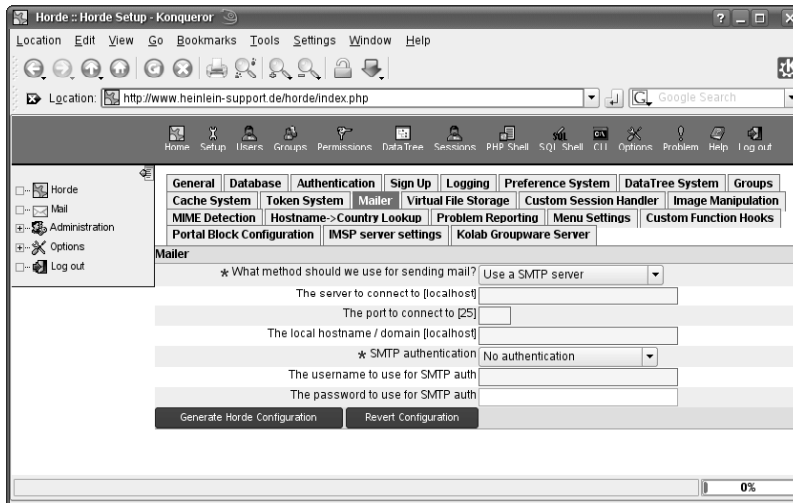 Horde :: Horde Setup - Konqueror
Location Edit View Go Bookmarks Tools Settings Window Help
Location: http://www.heinlein-support.de/horde/index.php Google Search
Home Setup Users Groups Permissions DataTree Sessions PHP Shell SQL Shell CLI Options Problem Help Log out
Horde
Mail
Administration
Options
Log out
General Database Authentication Sign Up Logging Preference System DataTree System Groups
Cache System Token System Mailer Virtual File Storage Custom Session Handler Image Manipulation
MIME Detection Hostname->Country Lookup Problem Reporting Menu Settings Custom Function Hooks
Portal Block Configuration IMSP server settings Kolab Groupware Server
Mailer
* What method should we use for sending mail? Use a SMTP server
The server to connect to [localhost]
The port to connect to [25]
The local hostname / domain [localhost]
* SMTP authentication No authentication
The username to use for SMTP auth
The password to use for SMTP auth
Generate Horde Configuration Revert Configuration
0%